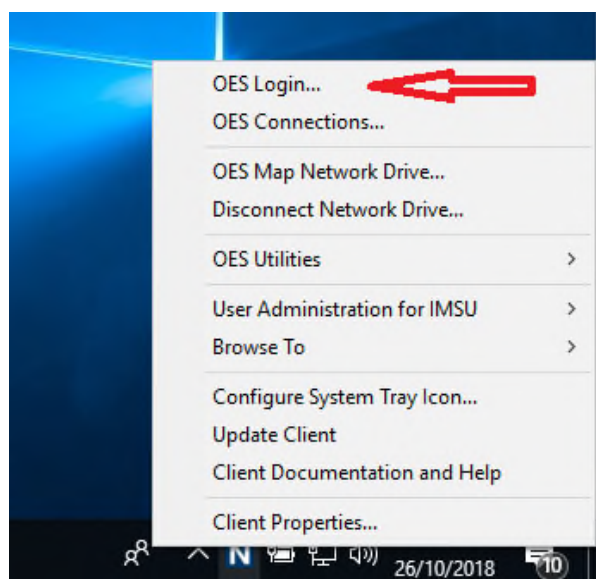 OES Login...
OES Connections...
OES Map Network Drive...
Disconnect Network Drive...
OES Utilities
User Administration for IMSU
Browse To
Configure System Tray Icon...
Update Client
Client Documentation and Help
Client Properties...
N
26/10/2018
10